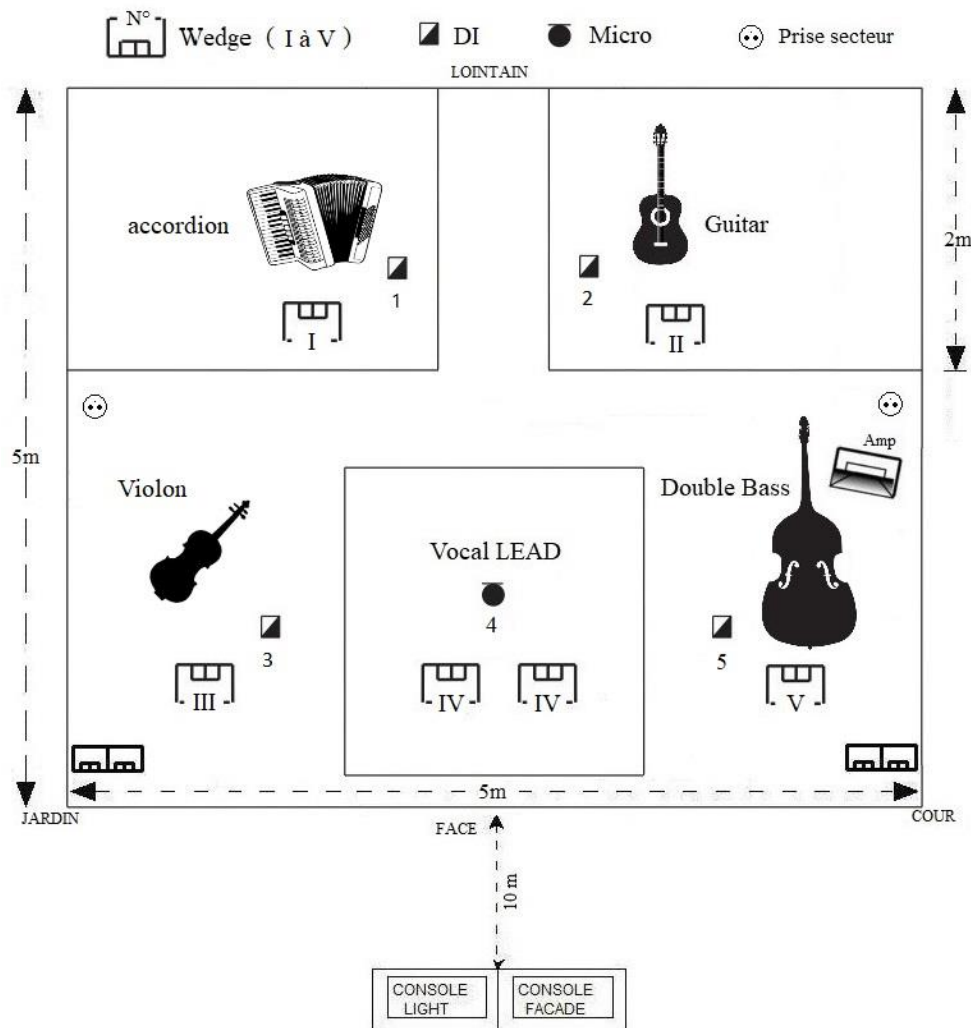 N°
Wedge ( I à V )
DI
Micro
Prise secteur
LOINTAIN
accordion
Guitar
1
2
I
II
2m
5m
Amp
Violon
Double Bass
Vocal LEAD
4
3
5
III
IV
IV
V
5m
JARDIN
FACE
COUR
10 m
CONSOLE
LIGHT
CONSOLE
FACADE